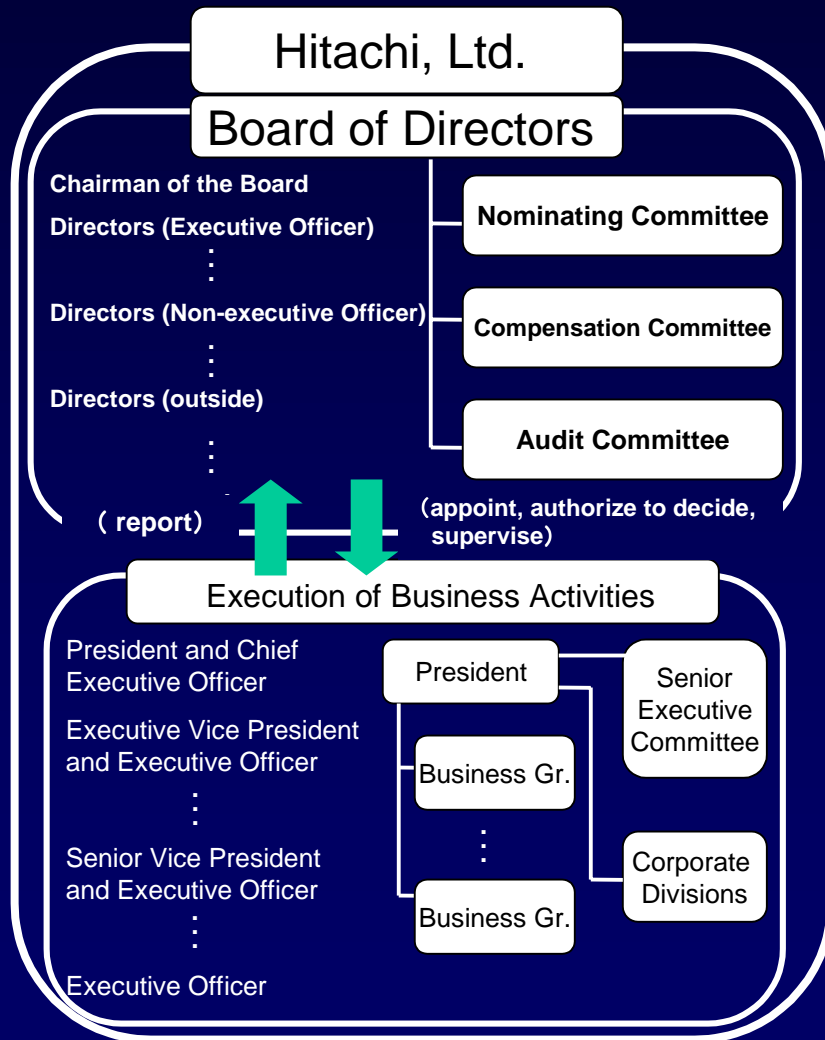 Hitachi, Ltd.
Board of Directors
Chairman of the Board
Directors (Executive Officer)
⋮
Directors (Non-executive Officer)
⋮
Directors (outside)
⋮
Nominating Committee
Compensation Committee
Audit Committee
( report)
(appoint, authorize to decide,
supervise)
Execution of Business Activities
President and Chief
Executive Officer
Executive Vice President
and Executive Officer
⋮
Senior Vice President
and Executive Officer
⋮
Executive Officer
President
Business Gr.
⋮
Business Gr.
Senior
Executive
Committee
Corporate
Divisions